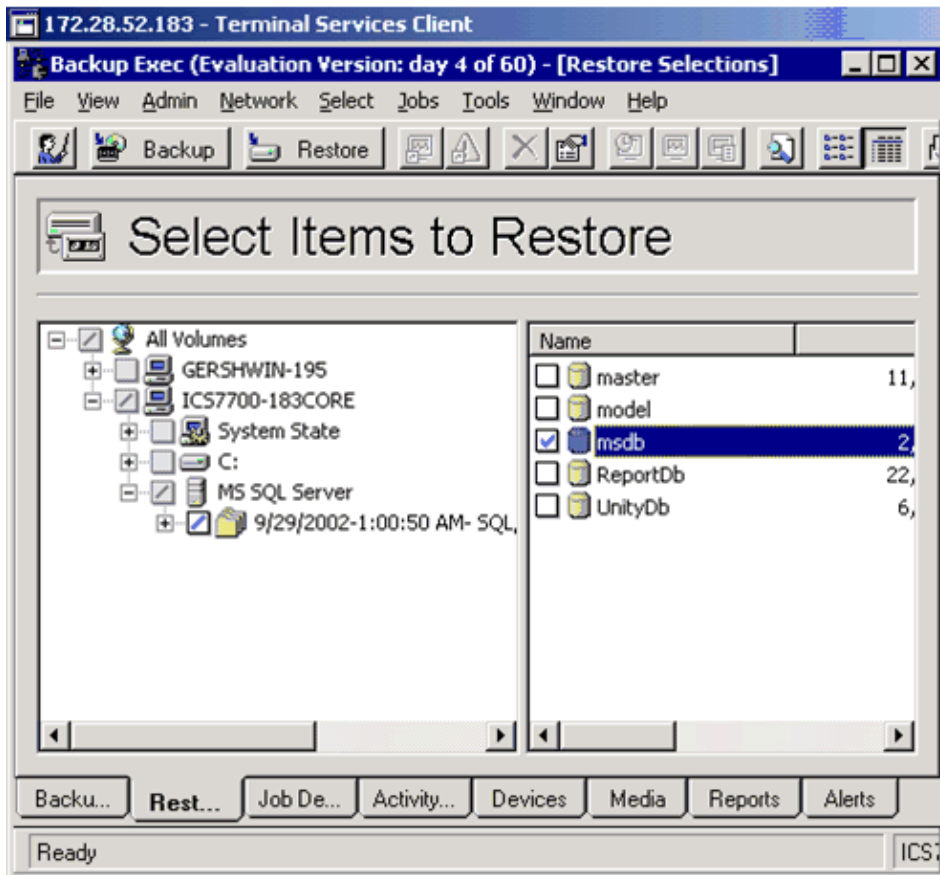 172.28.52.183 - Terminal Services Client
Backup Exec (Evaluation Version: day 4 of 60) - [Restore Selections]
File View Admin Network Select Jobs Tools Window Help
Backup Restore
Select Items to Restore
All Volumes
GERSHWIN-195
ICS7700-183CORE
System State
C:
MS SQL Server
9/29/2002-1:00:50 AM- SQL,
Name
master 11,
model
msdb 2,
ReportDb 22,
UnityDb 6,
Backu... Rest... Job De... Activity... Devices Media Reports Alerts
Ready ICS7